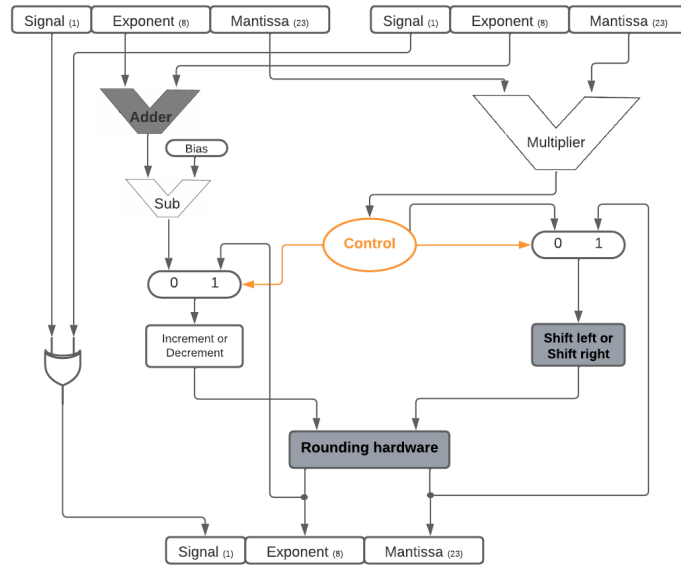 Signal (1) Exponent (8) Mantissa (23) Signal (1) Exponent (8) Mantissa (23)
Adder
Bias
Multiplier
Sub
Control
0 1
0 1
Increment or
Decrement
Shift left or
Shift right
Rounding hardware
Signal (1) Exponent (8) Mantissa (23)